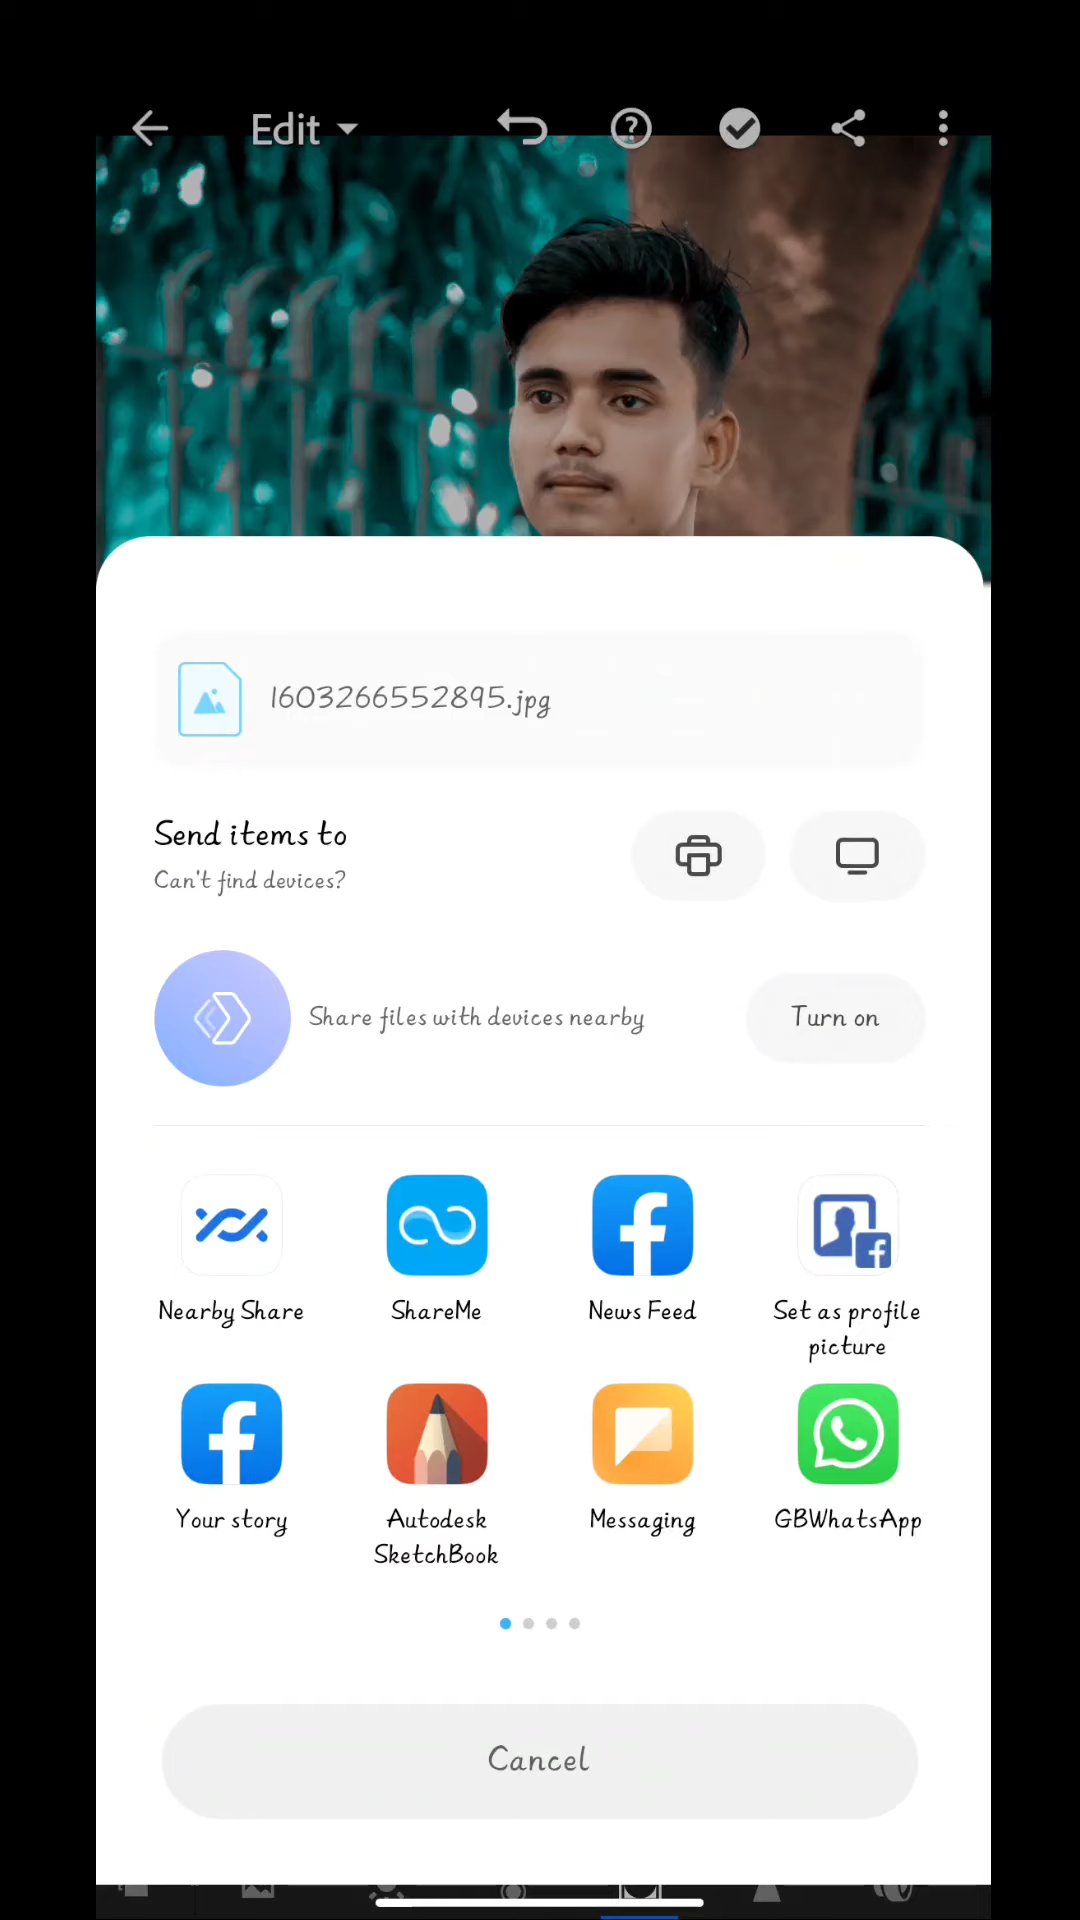 Edit
1603266552895.jpg
Send items to
Can't find devices?
Share files with devices nearby
Turn on
Nearby Share
ShareMe
News Feed
Set as profile
picture
Your story
Autodesk
SketchBook
Messaging
GBWhatsApp
Cancel